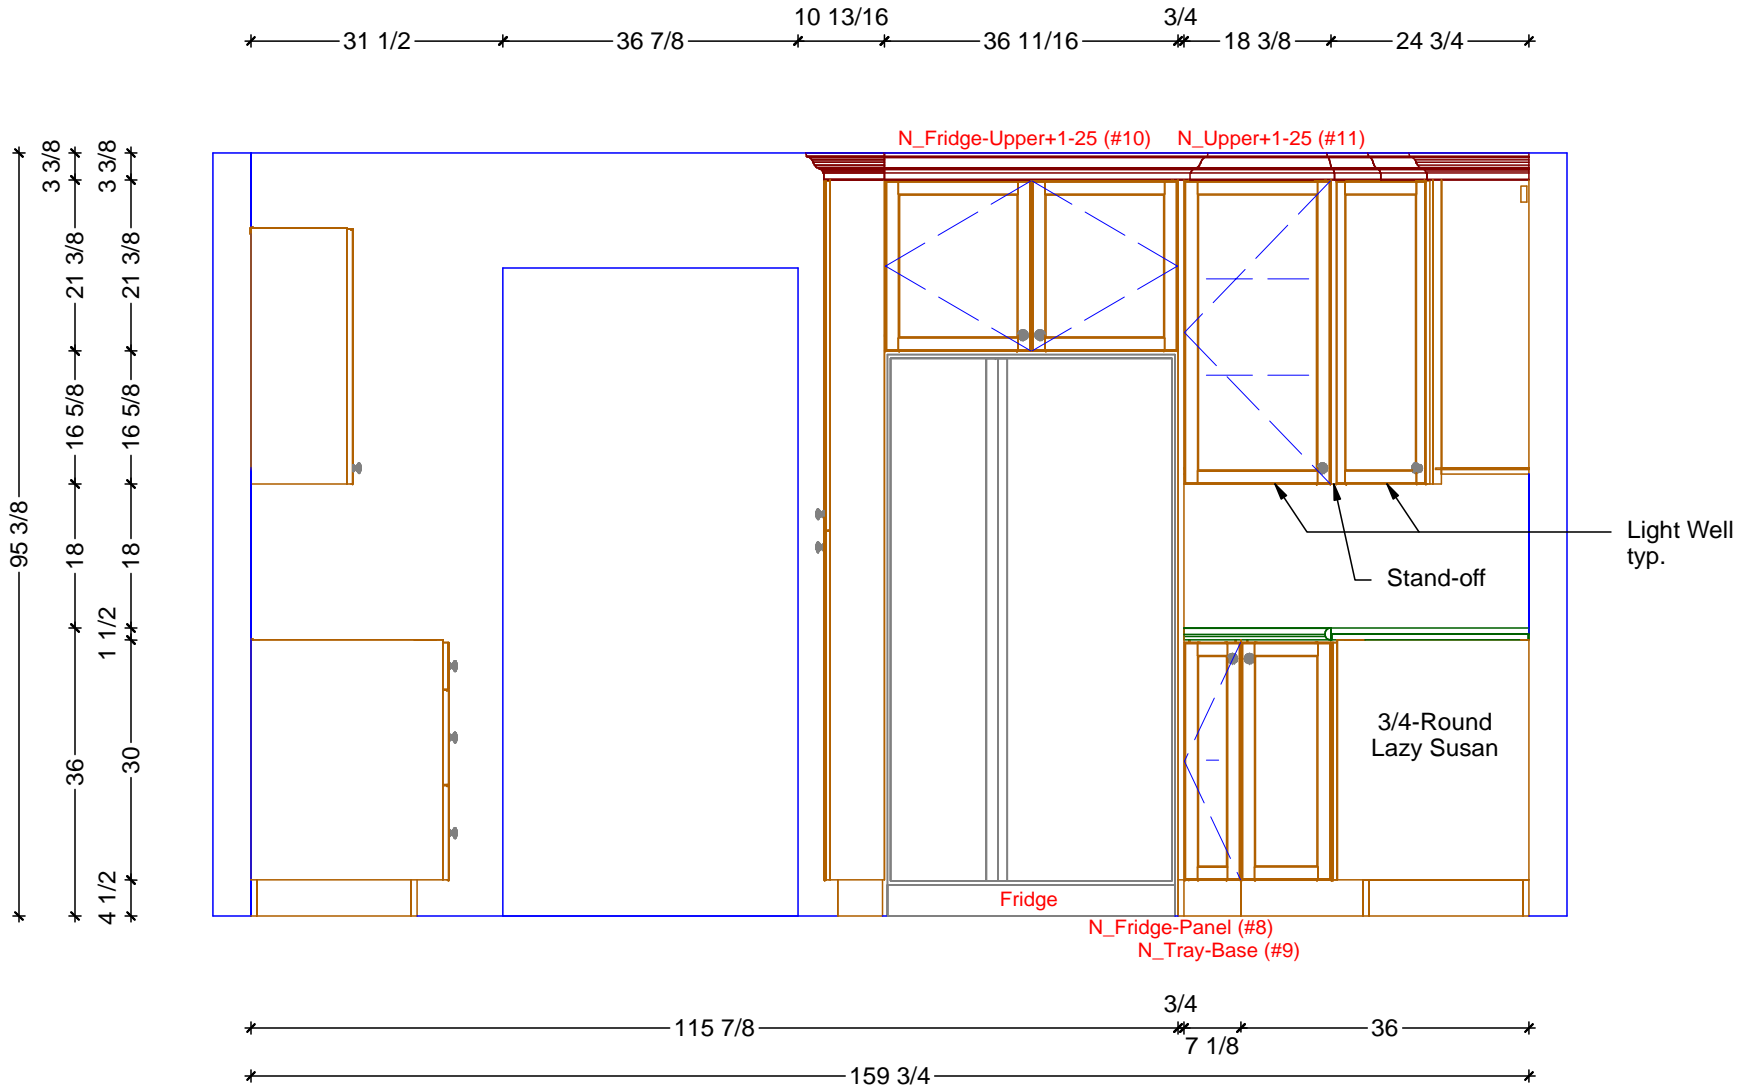 10 13/16
3/4
31 1/2
36 7/8
36 11/16
18 3/8
24 3/4
N_Fridge-Upper+1-25 (#10)
N_Upper+1-25 (#11)
95 3/8
3 3/8
21 3/8
16 5/8
18
36
3 3/8
21 3/8
16 5/8
18
1 1/2
30
4 1/2
Light Well
typ.
Stand-off
3/4-Round
Lazy Susan
Fridge
N_Fridge-Panel (#8)
N_Tray-Base (#9)
3/4
115 7/8
36
7 1/8
159 3/4